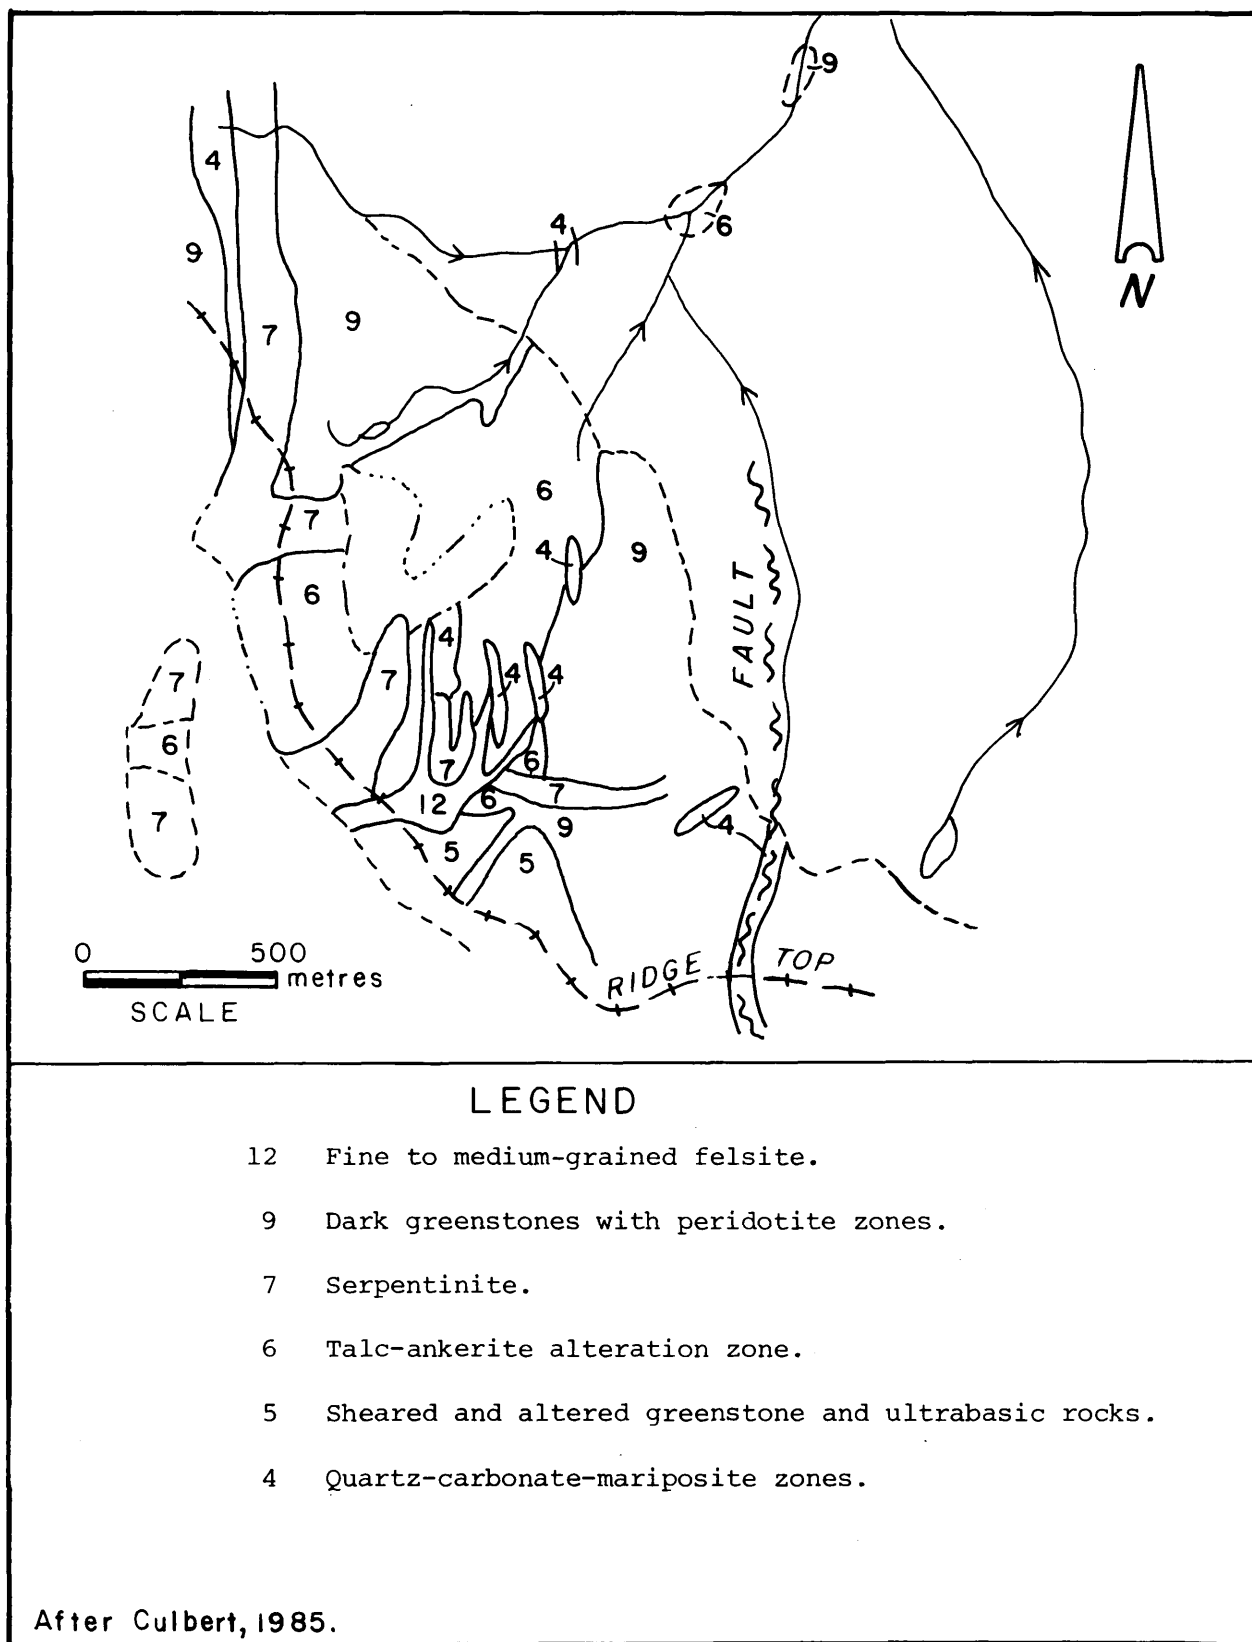 9
4
4
6
9
N
7
9
6
4
9
7
6
FAULT
4
7
4
4
7
6
6
7
7
12
6
7
9
4
7
5
5
0 500
metres
SCALE
RIDGE TOP
LEGEND
12 Fine to medium-grained felsite.
9 Dark greenstones with peridotite zones.
7 Serpentinite.
6 Talc-ankerite alteration zone.
5 Sheared and altered greenstone and ultrabasic rocks.
4 Quartz-carbonate-mariposite zones.
After Culbert, 1985.